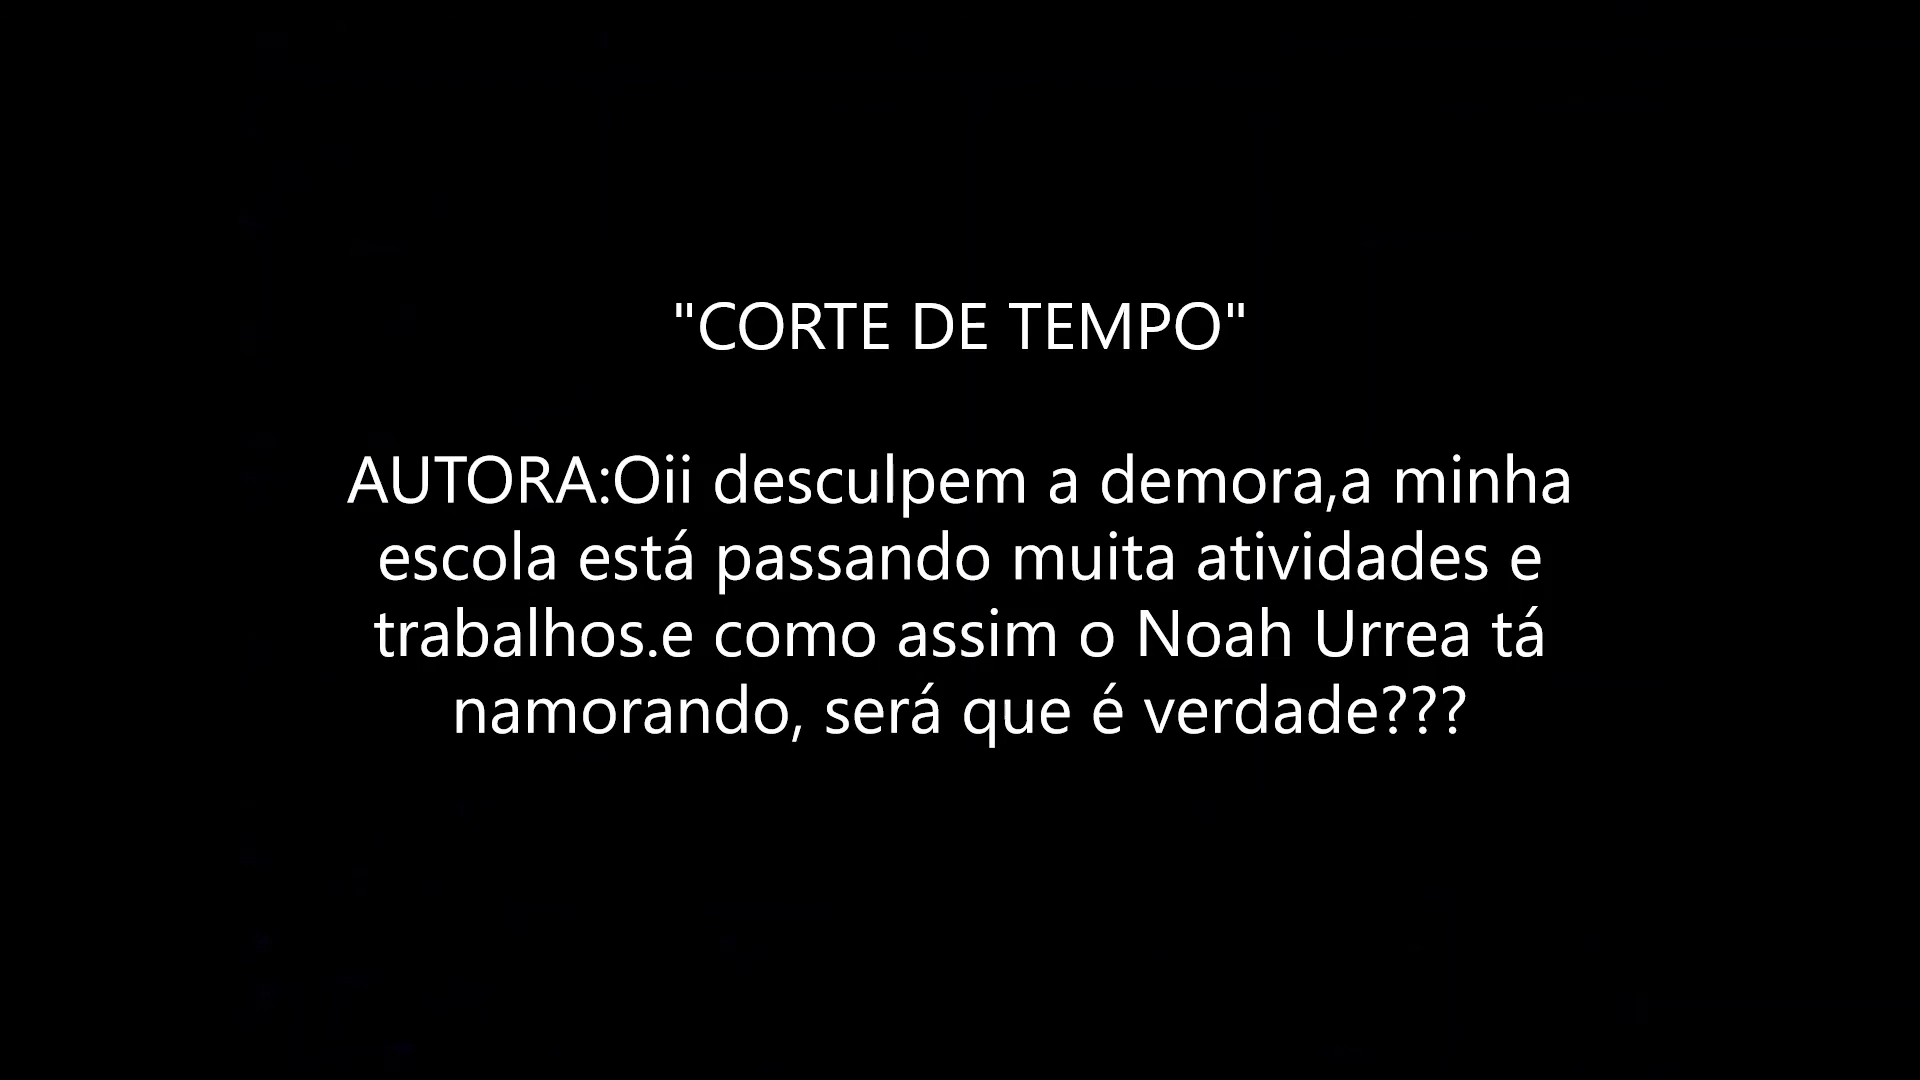 "CORTE DE TEMPO"
AUTORA:Oii desculpem a demora,a minha
escola está passando muita atividades e
trabalhos.e como assim o Noah Urrea tá
namorando, será que é verdade???